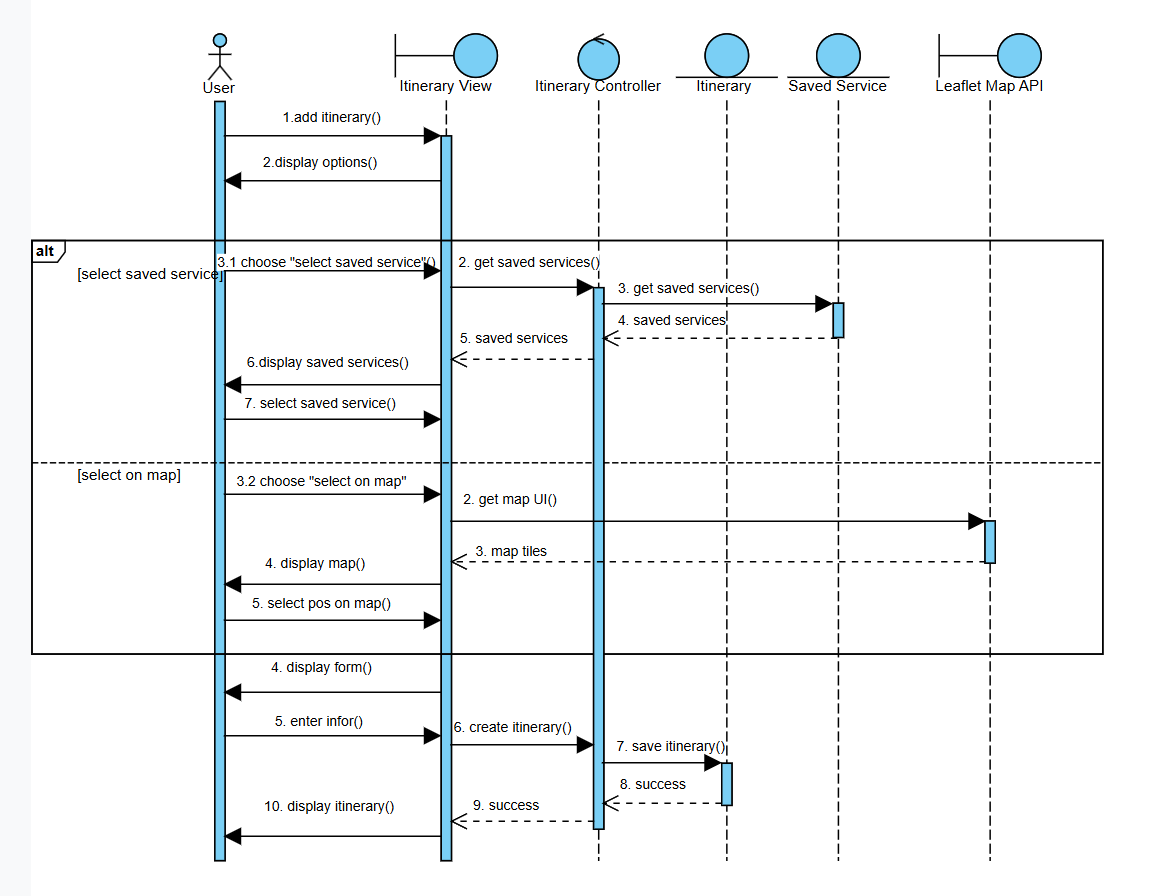 User
Itinerary View
Itinerary Controller
Itinerary
Saved Service
Leaflet Map API
1.add itinerary()
2.display options()
alt
[select saved service]
3.1 choose "select saved service"()
2. get saved services()
3. get saved services()
4. saved services
5. saved services
6.display saved services()
7. select saved service()
[select on map]
3.2 choose "select on map"
2. get map UI()
3. map tiles
4. display map()
5. select pos on map()
4. display form()
5. enter infor()
6. create itinerary()
7. save itinerary()
8. success
9. success
10. display itinerary()